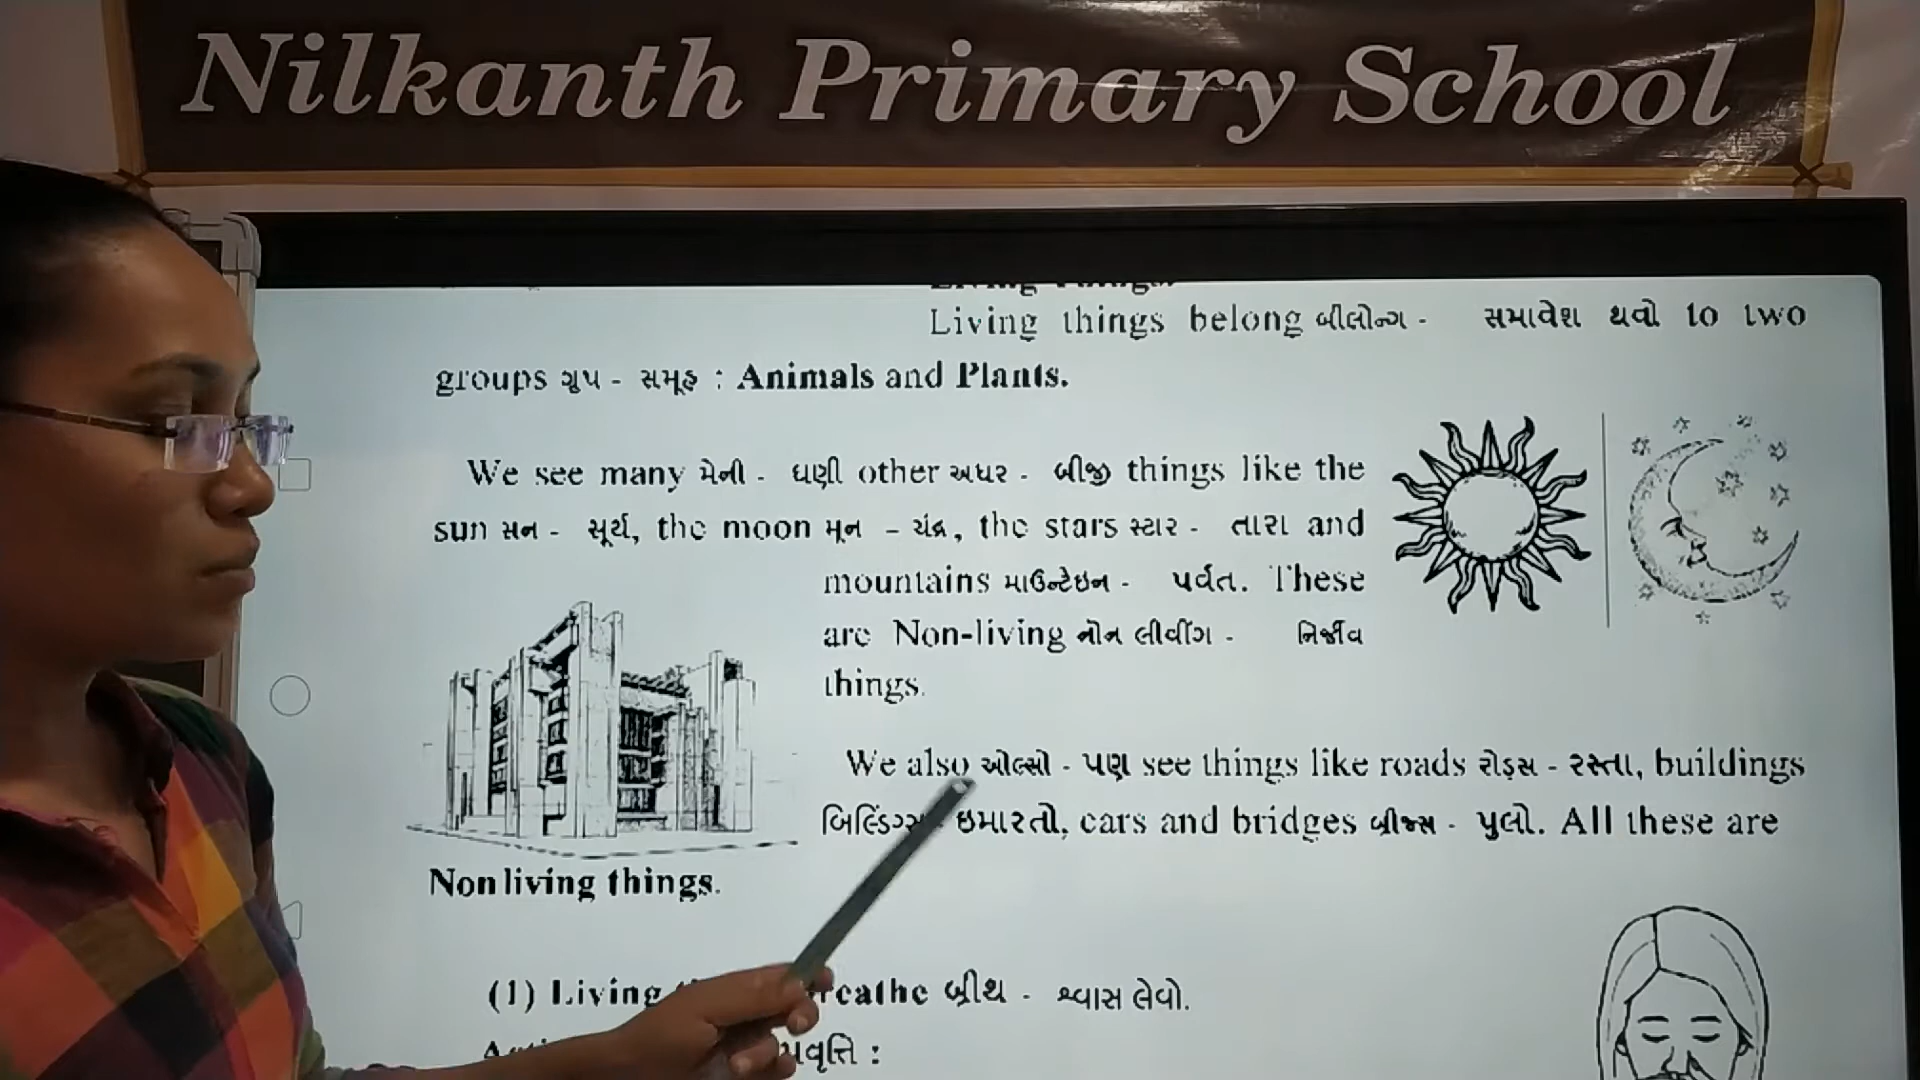 Nilkanth Primary School
Living things belong બીલોન્ગ - સમાવેશ થવો to two
groups ગ્રુપ - સમૂહ : Animals and Plants.
We see many મેની - ઘણી other અધર - બીજી things like the
sun સન - સૂર્ય, the moon મૂન - ચંદ્ર, the stars સ્ટાર - તારા and
mountains માઉન્ટેઇન - પર્વત. These
are Non-living નોન લીવીંગ - નિર્જીવ
things.
We also ઓલ્સો - પણ see things like roads રોડ્સ - રસ્તા, buildings
બિલ્ડિંગ્સ - ઇમારતો, cars and bridges બ્રીજ્સ - પુલો. All these are
Non living things.
(1) Living breathe બ્રીથ - શ્વાસ લેવો.